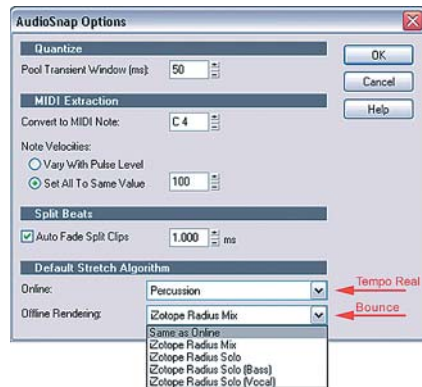 AudioSnap Options
Quantize
Pool Transient Window (ms):
50
OK
Cancel
Help
MIDI Extraction
Convert to MIDI Note:
C 4
Note Velocities:
Vary With Pulse Level
Set All To Same Value
100
Split Beats
Auto Fade Split Clips
1.000
ms
Default Stretch Algorithm
Online:
Percussion
Tempo Real
Offline Rendering:
iZotope Radius Mix
Bounce
Same as Online
iZotope Radius Mix
iZotope Radius Solo
iZotope Radius Solo (Bass)
iZotope Radius Solo (Vocal)